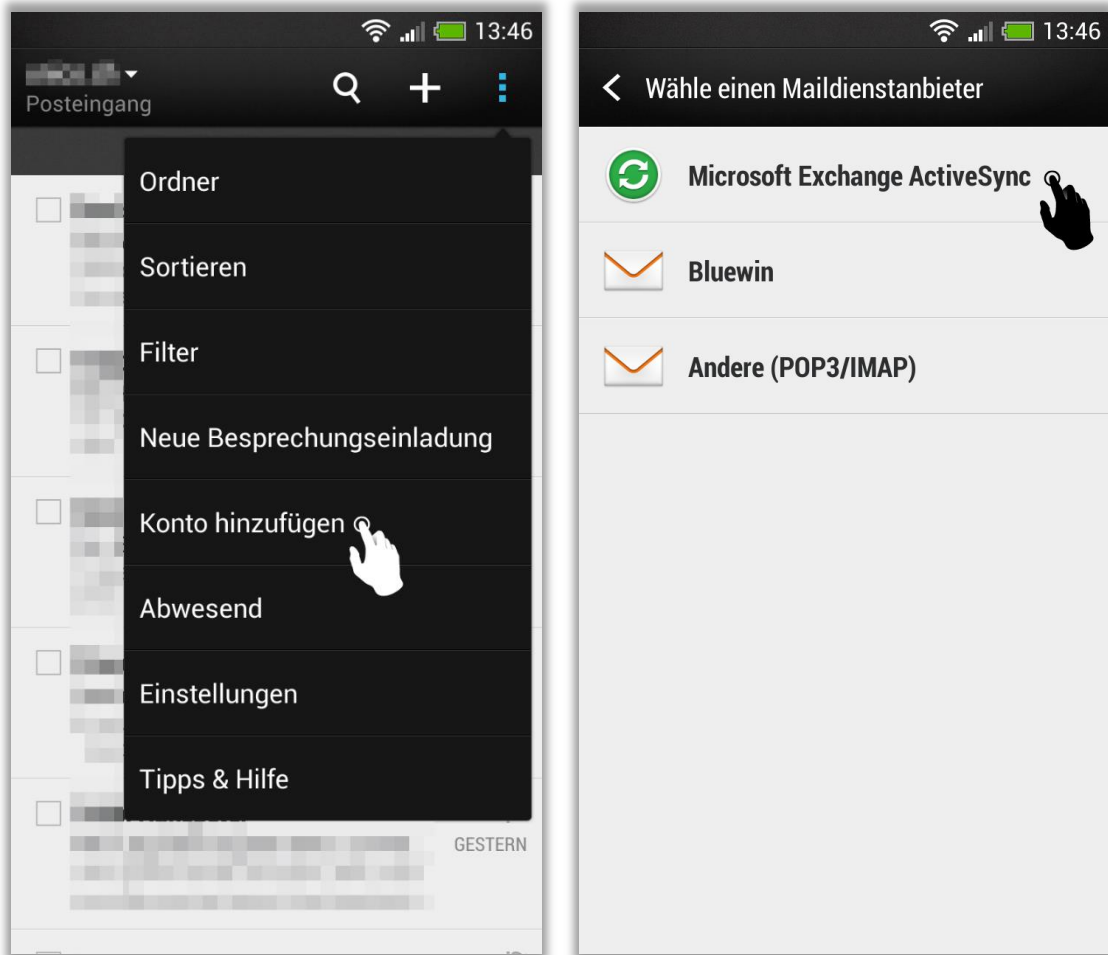 13:46
Posteingang
Ordner
Sortieren
Filter
Neue Besprechungseinladung
Konto hinzufügen
Abwesend
Einstellungen
Tipps & Hilfe
GESTERN
13:46
Wähle einen Maildienstanbieter
Microsoft Exchange ActiveSync
Bluewin
Andere (POP3/IMAP)